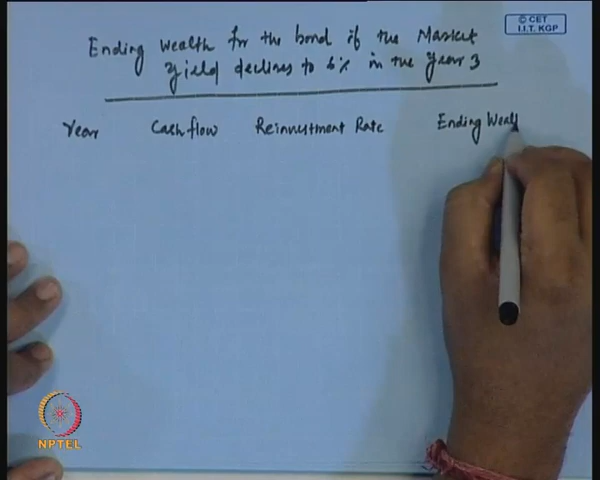 © CET
I.I.T. KGP
Ending Wealth for the bond if the Market
yield declines to 6% in the year 3
Year Cash flow Reinvestment Rate Ending Wealt
NPTEL